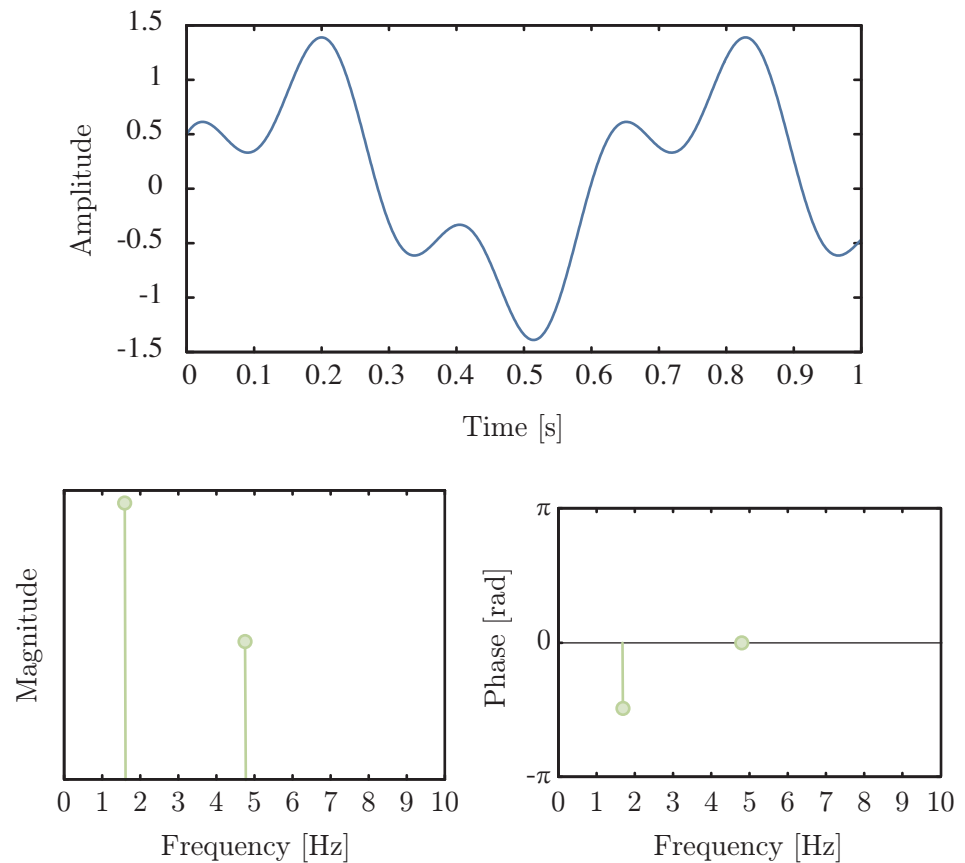 1.5
1
0.5
0
-0.5
-1
-1.5
Amplitude
0 0.1 0.2 0.3 0.4 0.5 0.6 0.7 0.8 0.9 1
Time [s]
Magnitude
0 1 2 3 4 5 6 7 8 9 10
Frequency [Hz]
π
0
-π
Phase [rad]
0 1 2 3 4 5 6 7 8 9 10
Frequency [Hz]